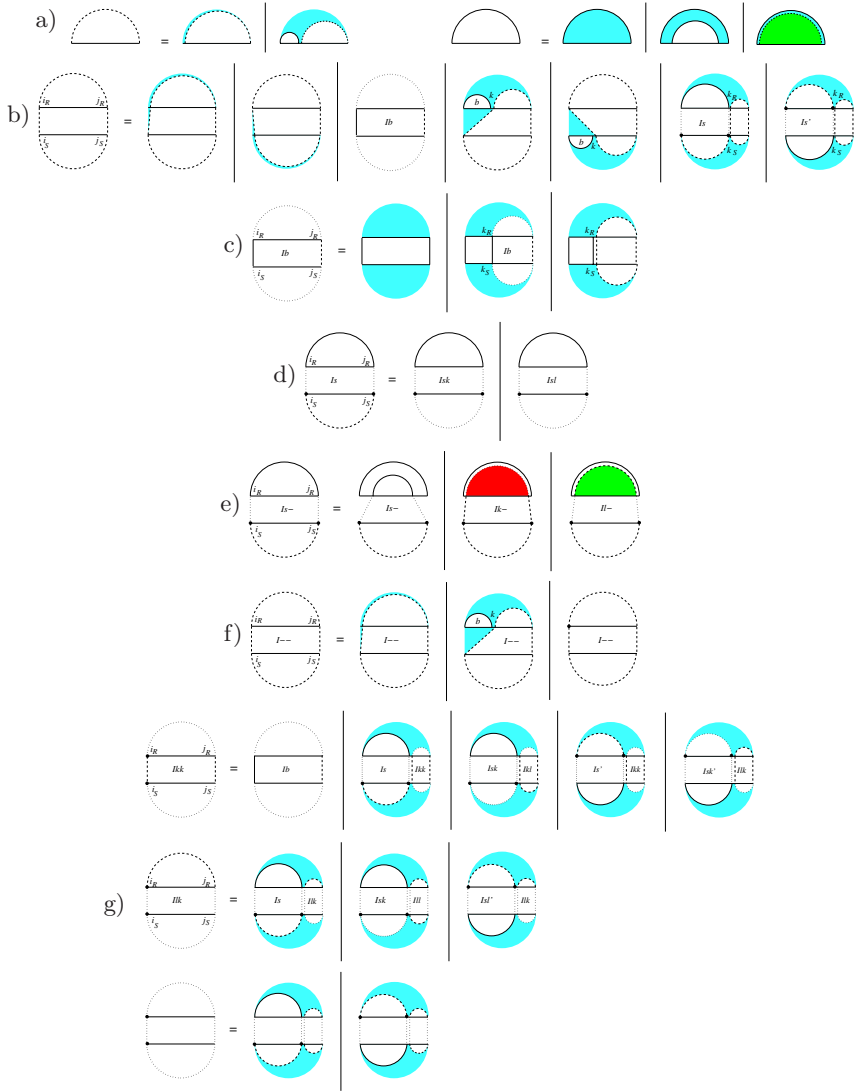 a) = =
b) i_R j_R i_S j_S = Ib b k b k Is k_R k_S Is' k_R k_S
c) i_R j_R Ib i_S j_S = k_R Ib k_S k_R k_S
d) i_R j_R Is i_S j_S = Isk Isl
e) i_R j_R Is− i_S j_S = Is− Ik− Il−
f) i_R j_R I−− i_S j_S = I−− b k I−− I−−
i_R j_R Ikk i_S j_S = Ib Is Ikk Isk Ikl Is' Ikk Isk' Ilk
g) i_R j_R Ilk i_S j_S = Is Ilk Isk Ill Isl' Ilk
=